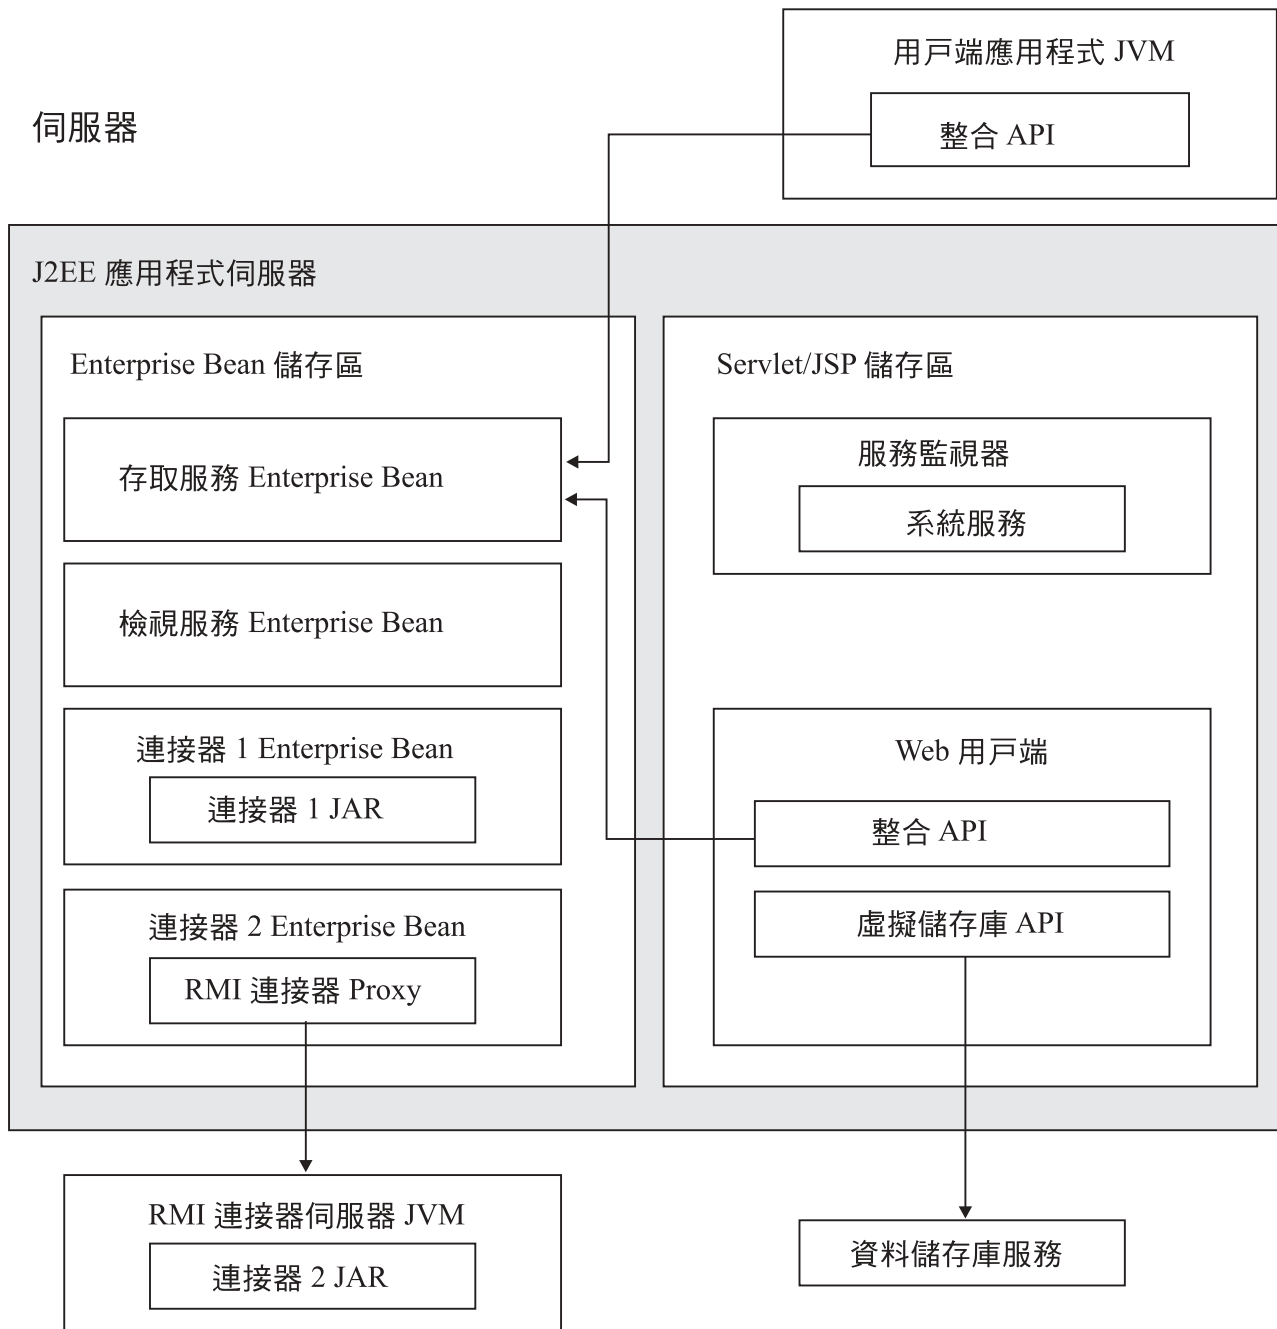 用戶端應用程式 JVM
整合 API
伺服器
J2EE 應用程式伺服器
Enterprise Bean 儲存區
存取服務 Enterprise Bean
檢視服務 Enterprise Bean
連接器 1 Enterprise Bean
連接器 1 JAR
連接器 2 Enterprise Bean
RMI 連接器 Proxy
Servlet/JSP 儲存區
服務監視器
系統服務
Web 用戶端
整合 API
虛擬儲存庫 API
RMI 連接器伺服器 JVM
連接器 2 JAR
資料儲存庫服務